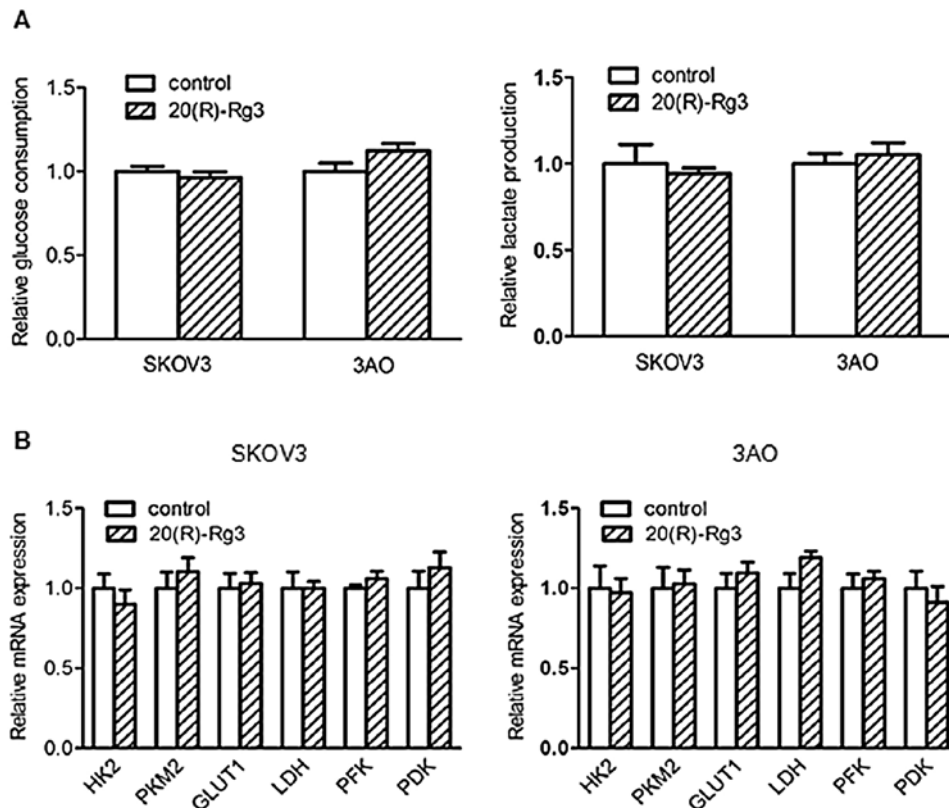 A
Relative glucose consumption
1.5
1.0
0.5
0.0
control
20(R)-Rg3
SKOV3 3AO
Relative lactate production
1.5
1.0
0.5
0.0
control
20(R)-Rg3
SKOV3 3AO
B
SKOV3
Relative mRNA expression
1.5
1.0
0.5
0.0
control
20(R)-Rg3
HK2 PKM2 GLUT1 LDH PFK PDK
3AO
Relative mRNA expression
1.5
1.0
0.5
0.0
control
20(R)-Rg3
HK2 PKM2 GLUT1 LDH PFK PDK